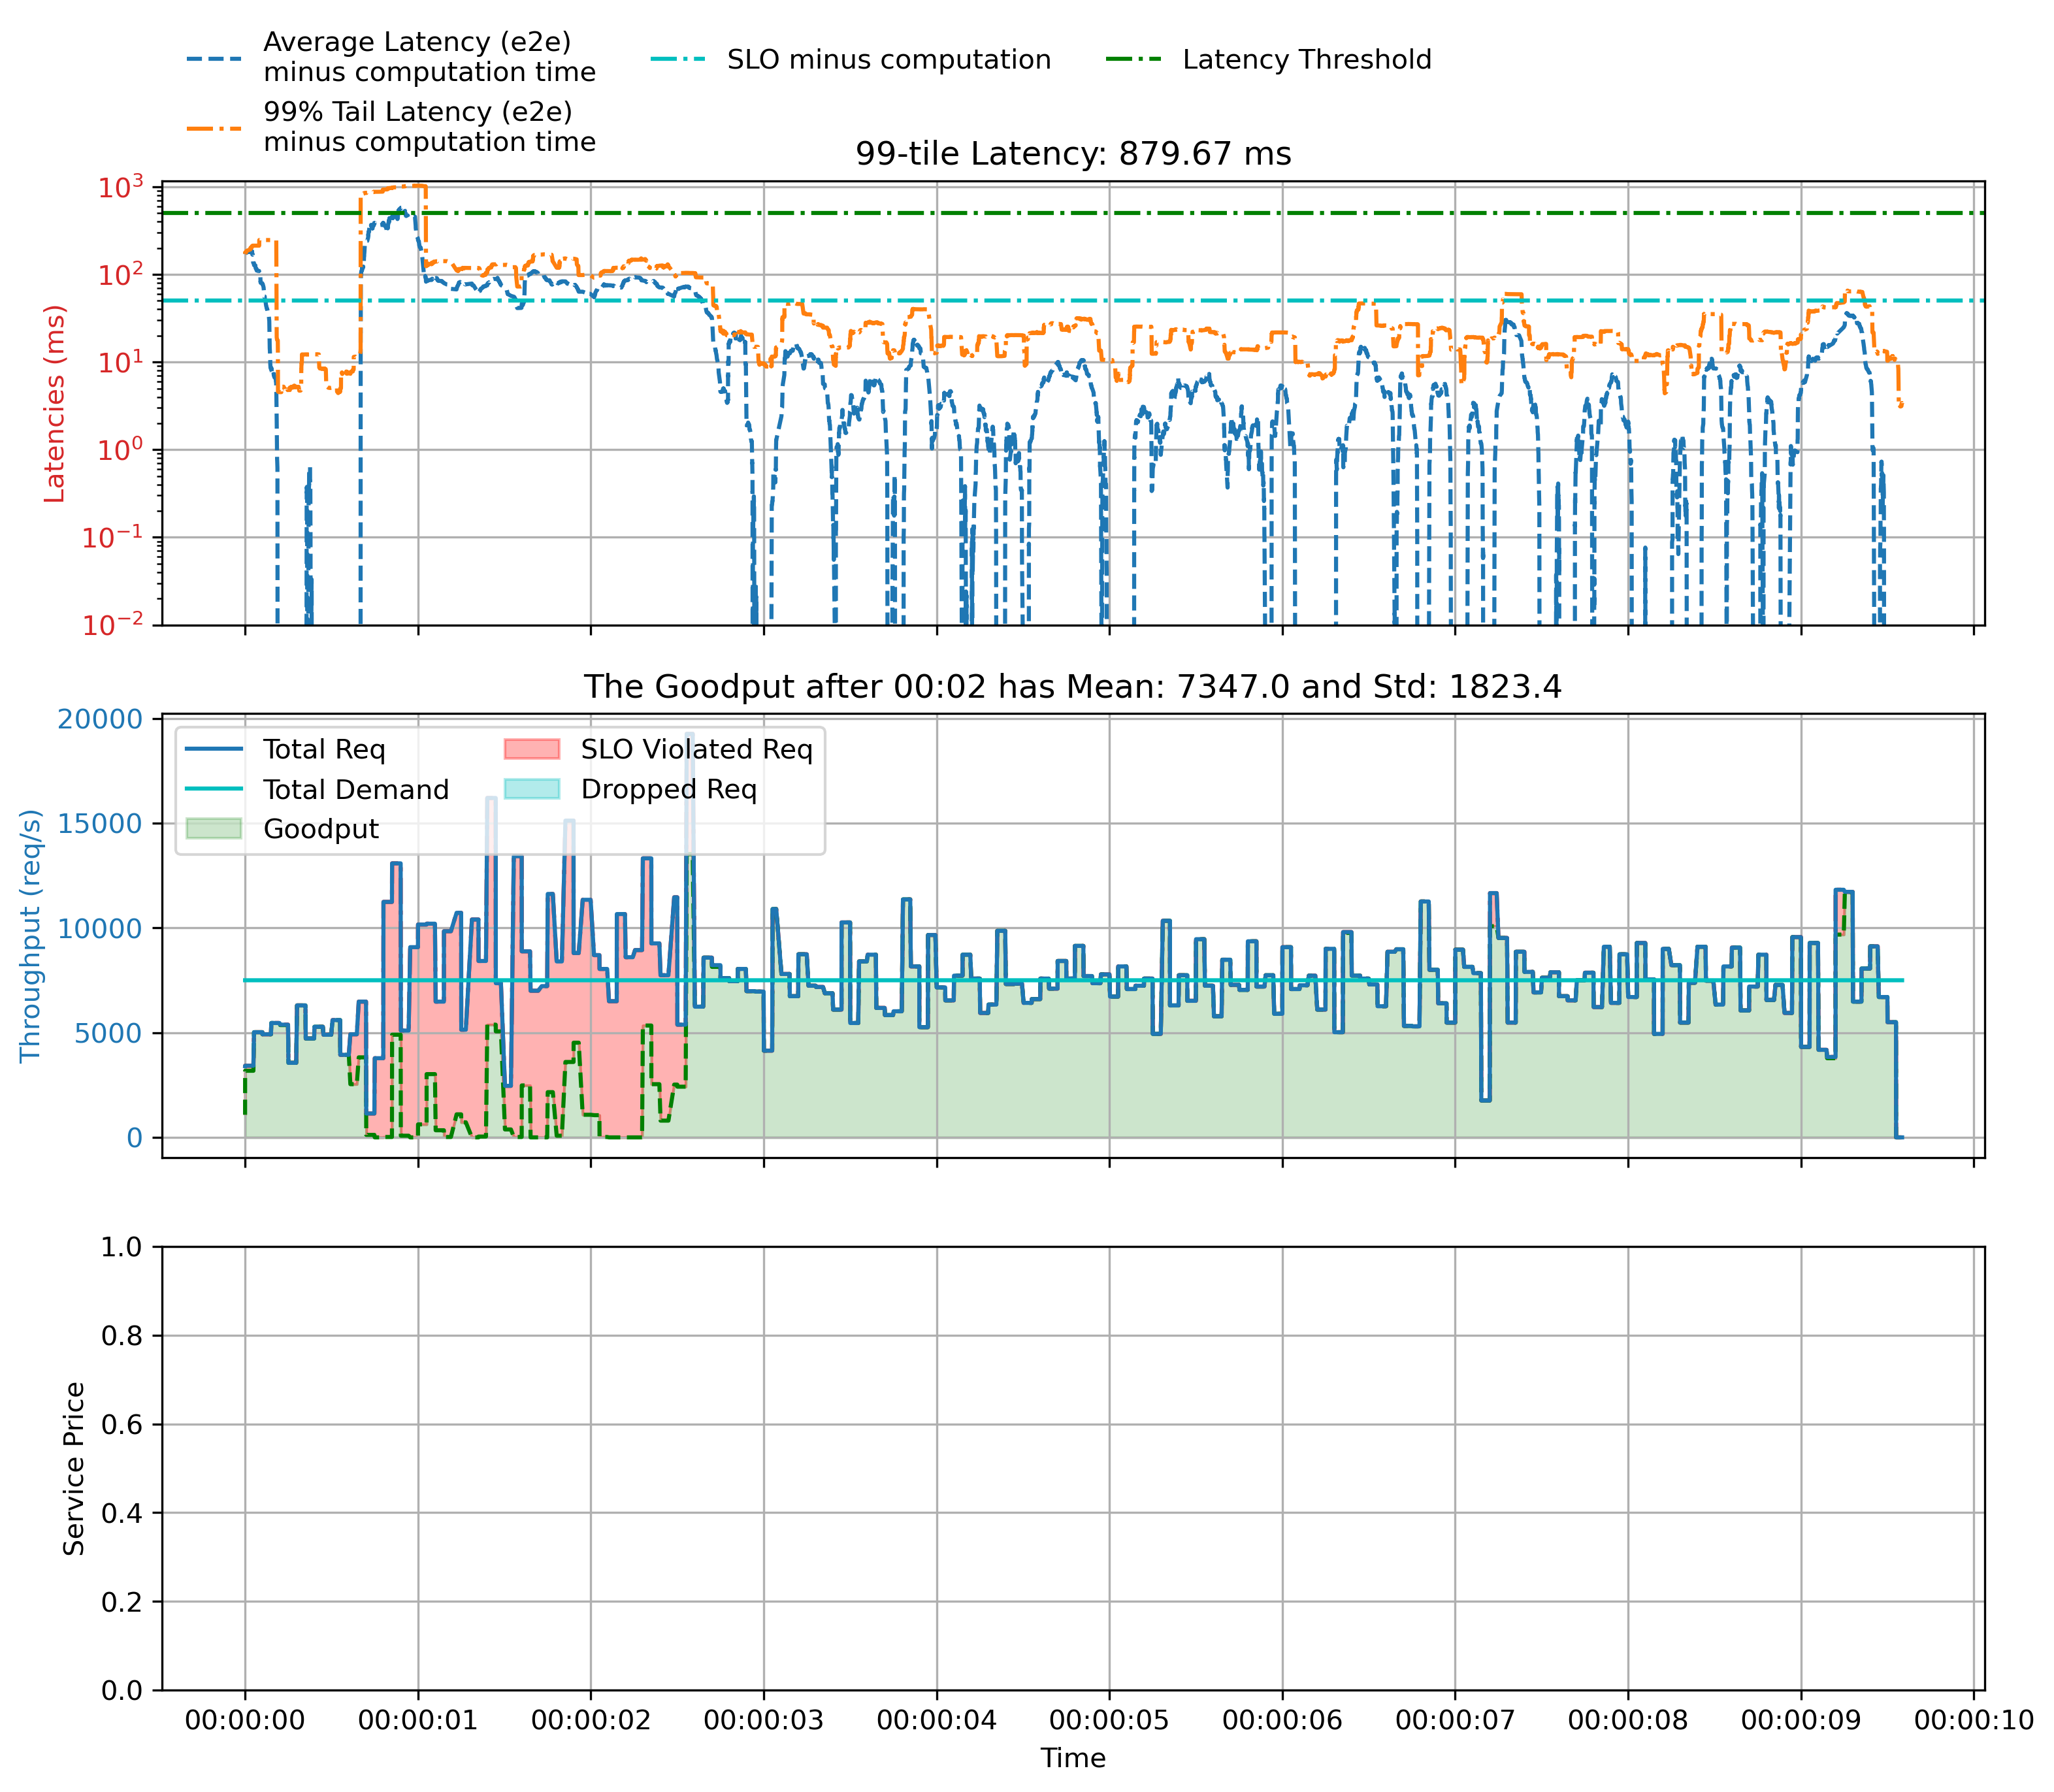 Average Latency (e2e)
minus computation time
99% Tail Latency (e2e)
minus computation time
SLO minus computation
Latency Threshold
99-tile Latency: 879.67 ms
10³
10²
10¹
10⁰
10⁻¹
10⁻²
Latencies (ms)
The Goodput after 00:02 has Mean: 7347.0 and Std: 1823.4
20000
15000
10000
5000
0
Throughput (req/s)
Total Req
Total Demand
Goodput
SLO Violated Req
Dropped Req
1.0
0.8
0.6
0.4
0.2
0.0
Service Price
00:00:00 00:00:01 00:00:02 00:00:03 00:00:04 00:00:05 00:00:06 00:00:07 00:00:08 00:00:09 00:00:10
Time